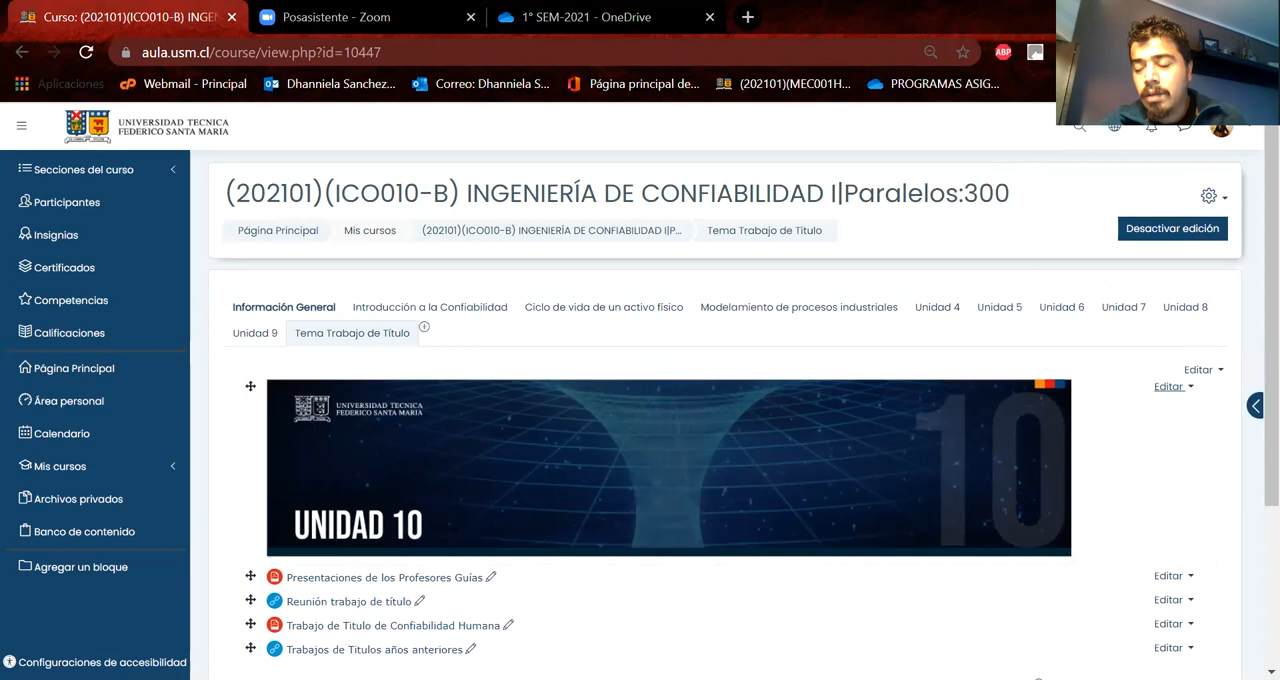 Curso: (202101)(ICO010-B) INGEN
Posasistente - Zoom
1° SEM-2021 - OneDrive
aula.usm.cl/course/view.php?id=10447
ABP
Aplicaciones
Webmail - Principal
Dhanniela Sanchez...
Correo: Dhanniela S...
Página principal de...
(202101)(MEC001H...
PROGRAMAS ASIG...
UNIVERSIDAD TECNICA
FEDERICO SANTA MARIA
Secciones del curso
Participantes
Insignias
Certificados
Competencias
Calificaciones
Página Principal
Área personal
Calendario
Mis cursos
Archivos privados
Banco de contenido
Agregar un bloque
Configuraciones de accesibilidad
(202101)(ICO010-B) INGENIERÍA DE CONFIABILIDAD I|Paralelos:300
Página Principal
Mis cursos
(202101)(ICO010-B) INGENIERÍA DE CONFIABILIDAD I|P...
Tema Trabajo de Título
Desactivar edición
Información General
Introducción a la Confiabilidad
Ciclo de vida de un activo físico
Modelamiento de procesos industriales
Unidad 4
Unidad 5
Unidad 6
Unidad 7
Unidad 8
Unidad 9
Tema Trabajo de Título
Editar
Editar
UNIVERSIDAD TECNICA
FEDERICO SANTA MARIA
10
UNIDAD 10
Presentaciones de los Profesores Guías
Editar
Reunión trabajo de título
Editar
Trabajo de Titulo de Confiabilidad Humana
Editar
Trabajos de Titulos años anteriores
Editar